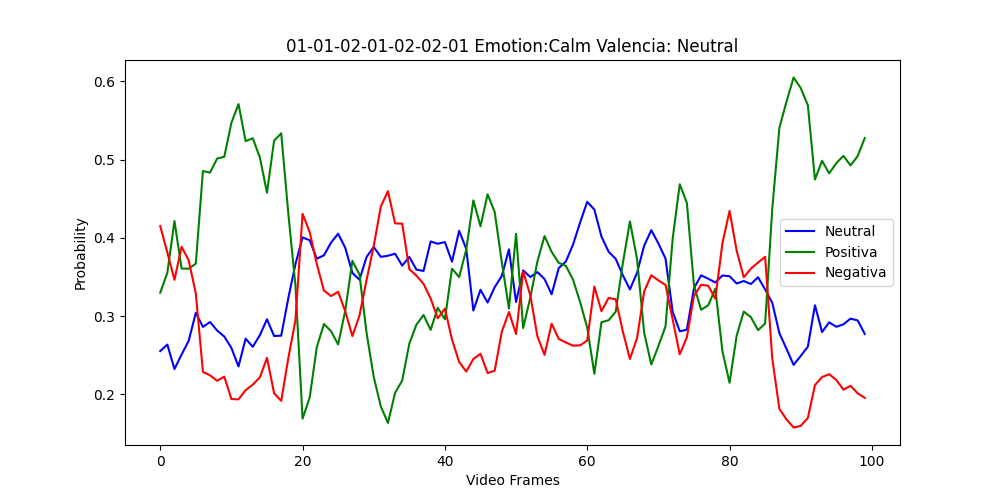 01-01-02-01-02-02-01 Emotion:Calm Valencia: Neutral
0.6
0.5
0.4
0.3
0.2
Probability
Neutral
Positiva
Negativa
0 20 40 60 80 100
Video Frames